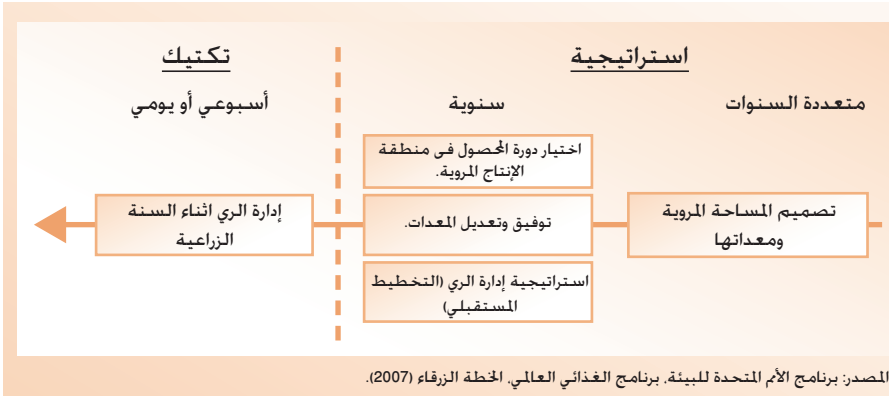 استراتيجية
تكتيك
متعددة السنوات
سنوية
أسبوعي أو يومي
اختيار دورة المحصول فى منطقة
الإنتاج المروية.
تصميم المساحة المروية
ومعداتها
توفيق وتعديل المعدات.
إدارة الري اثناء السنة
الزراعية
استراتيجية إدارة الري (التخطيط
المستقبلي)
المصدر: برنامج الأمم المتحدة للبيئة. برنامج الغذائي العالمي. الخطة الزرقاء (2007).